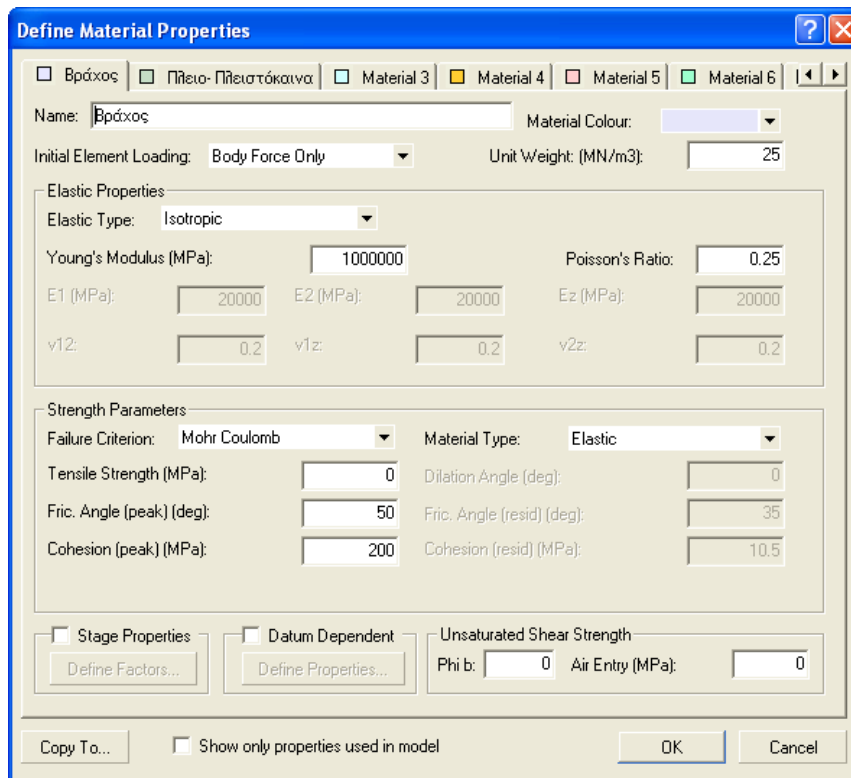 Define Material Properties
Βράχος Πλειο- Πλειστόκαινα Material 3 Material 4 Material 5 Material 6
Name: Βράχος Material Colour:
Initial Element Loading: Body Force Only Unit Weight: (MN/m3): 25
Elastic Properties
Elastic Type: Isotropic
Young's Modulus (MPa): 1000000 Poisson's Ratio: 0.25
E1 (MPa): 20000 E2 (MPa): 20000 Ez (MPa): 20000
v12: 0.2 v1z: 0.2 v2z: 0.2
Strength Parameters
Failure Criterion: Mohr Coulomb Material Type: Elastic
Tensile Strength (MPa): 0 Dilation Angle (deg): 0
Fric. Angle (peak) (deg): 50 Fric. Angle (resid) (deg): 35
Cohesion (peak) (MPa): 200 Cohesion (resid) (MPa): 10.5
Stage Properties Datum Dependent Unsaturated Shear Strength
Define Factors... Define Properties... Phi b: 0 Air Entry (MPa): 0
Copy To... Show only properties used in model OK Cancel